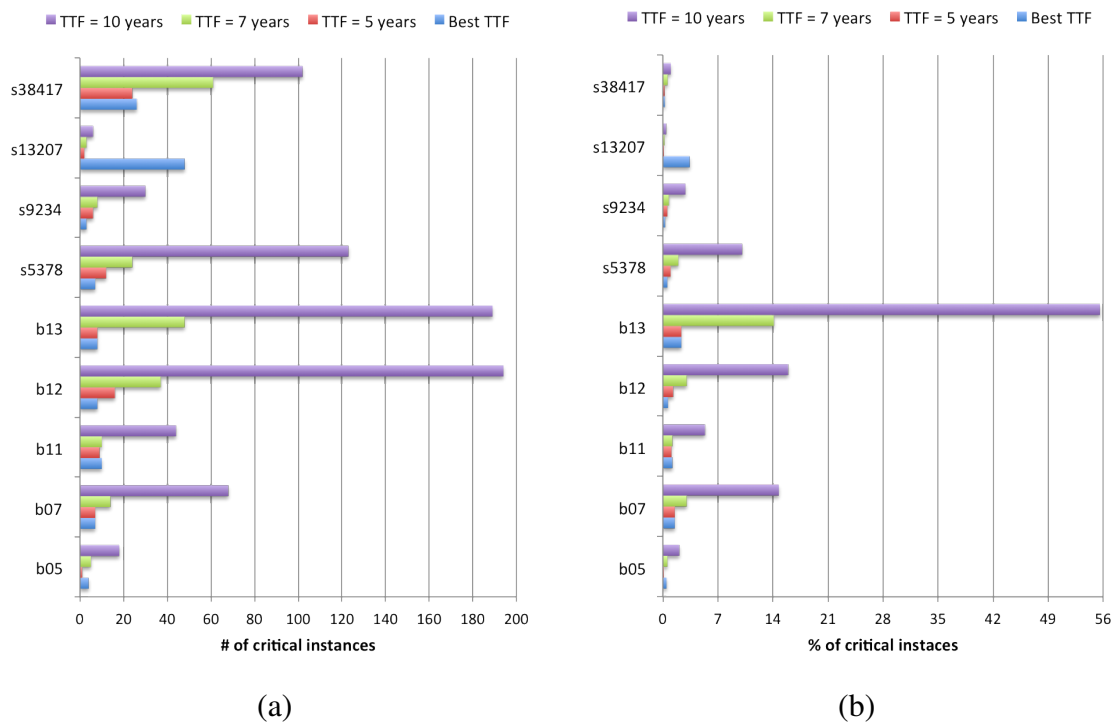 TTF = 10 years TTF = 7 years TTF = 5 years Best TTF
s38417
s13207
s9234
s5378
b13
b12
b11
b07
b05
0 20 40 60 80 100 120 140 160 180 200
# of critical instances
(a)
TTF = 10 years TTF = 7 years TTF = 5 years Best TTF
s38417
s13207
s9234
s5378
b13
b12
b11
b07
b05
0 7 14 21 28 35 42 49 56
% of critical instaces
(b)